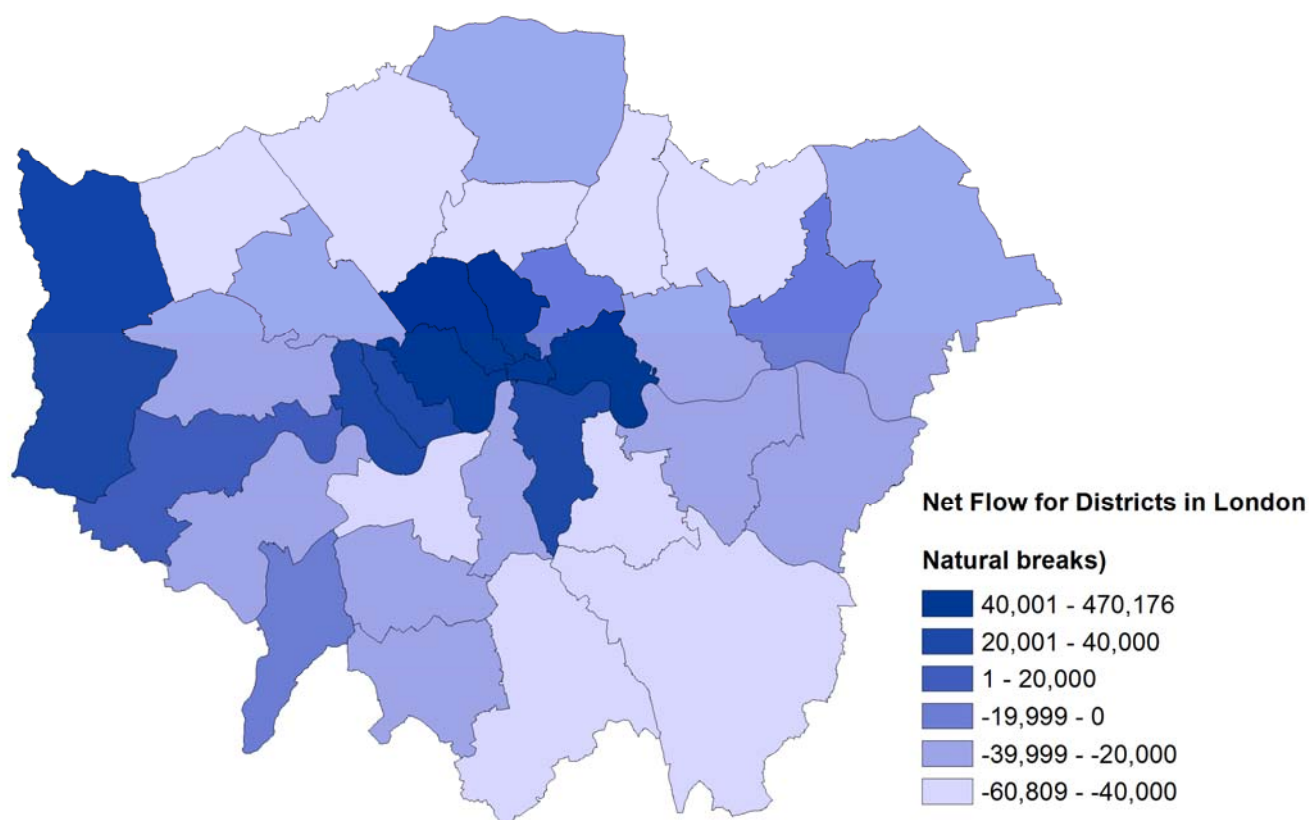 Net Flow for Districts in London
Natural breaks)
40,001 - 470,176
20,001 - 40,000
1 - 20,000
-19,999 - 0
-39,999 - -20,000
-60,809 - -40,000